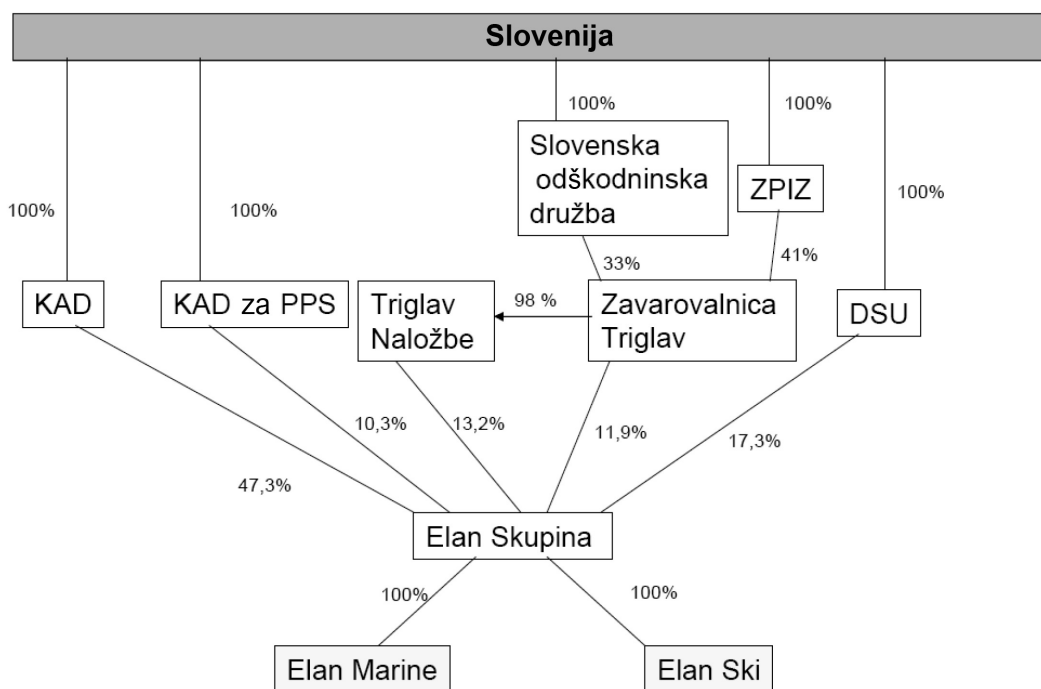 Slovenija
100%
100%
Slovenska
odškodninska
družba
ZPIZ
100%
100%
100%
33%
41%
KAD
KAD za PPS
Triglav
Naložbe
98 %
Zavarovalnica
Triglav
DSU
10,3%
13,2%
11,9%
17,3%
47,3%
Elan Skupina
100%
100%
Elan Marine
Elan Ski